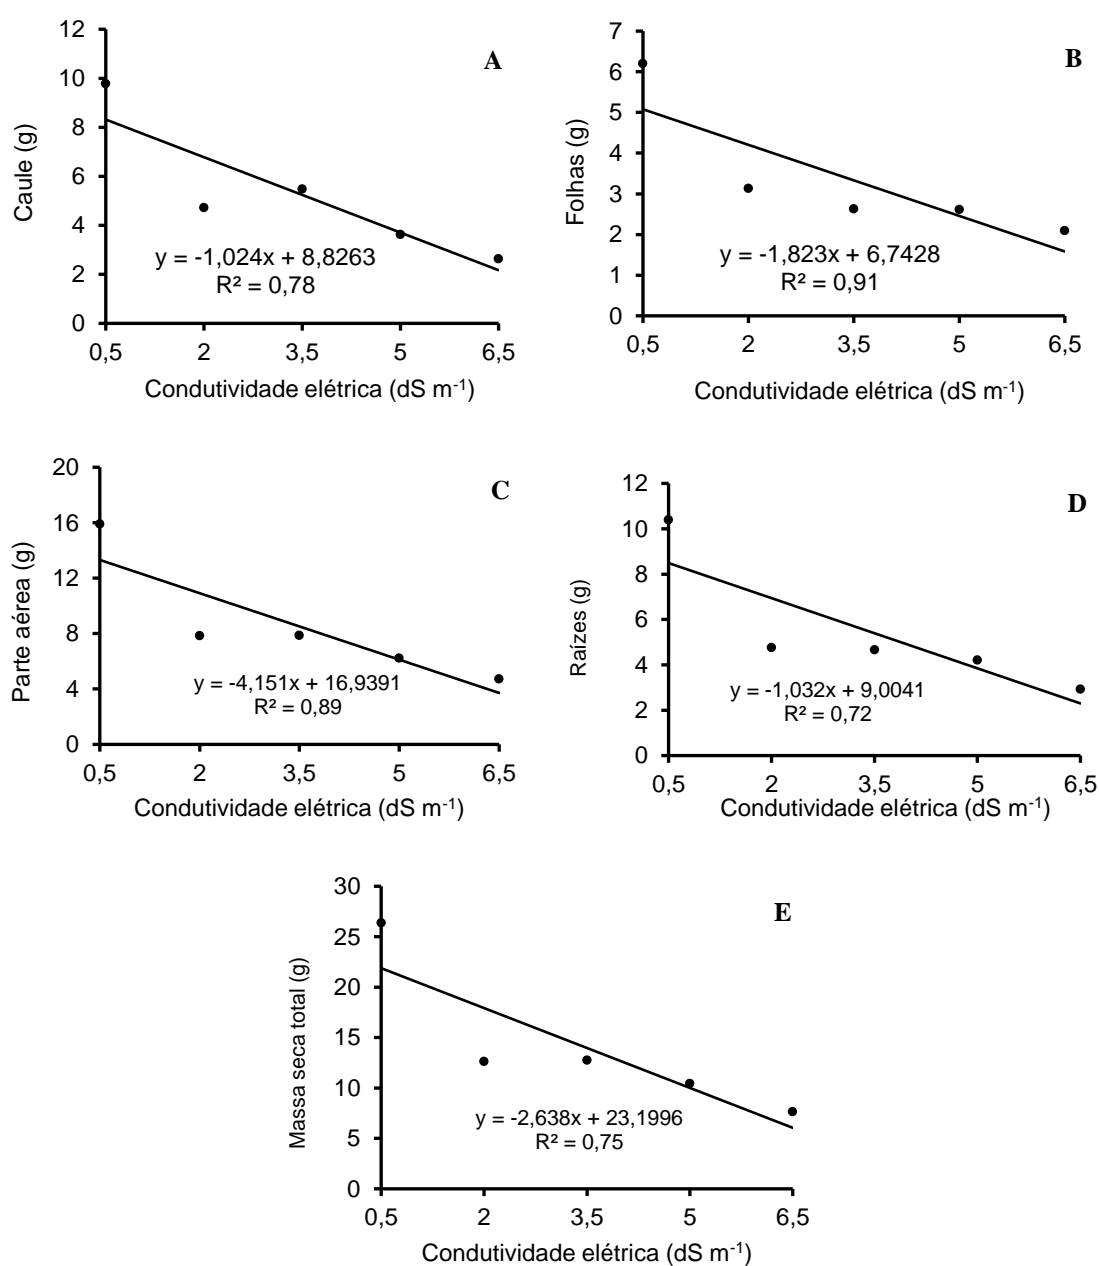 A
Caule (g)
12
10
8
6
4
2
0
y = -1,024x + 8,8263
R² = 0,78
0,5 2 3,5 5 6,5
Condutividade elétrica (dS m⁻¹)
B
Folhas (g)
7
6
5
4
3
2
1
0
y = -1,823x + 6,7428
R² = 0,91
0,5 2 3,5 5 6,5
Condutividade elétrica (dS m⁻¹)
C
Parte aérea (g)
20
16
12
8
4
0
y = -4,151x + 16,9391
R² = 0,89
0,5 2 3,5 5 6,5
Condutividade elétrica (dS m⁻¹)
D
Raízes (g)
12
10
8
6
4
2
0
y = -1,032x + 9,0041
R² = 0,72
0,5 2 3,5 5 6,5
Condutividade elétrica (dS m⁻¹)
E
Massa seca total (g)
30
25
20
15
10
5
0
y = -2,638x + 23,1996
R² = 0,75
0,5 2 3,5 5 6,5
Condutividade elétrica (dS m⁻¹)